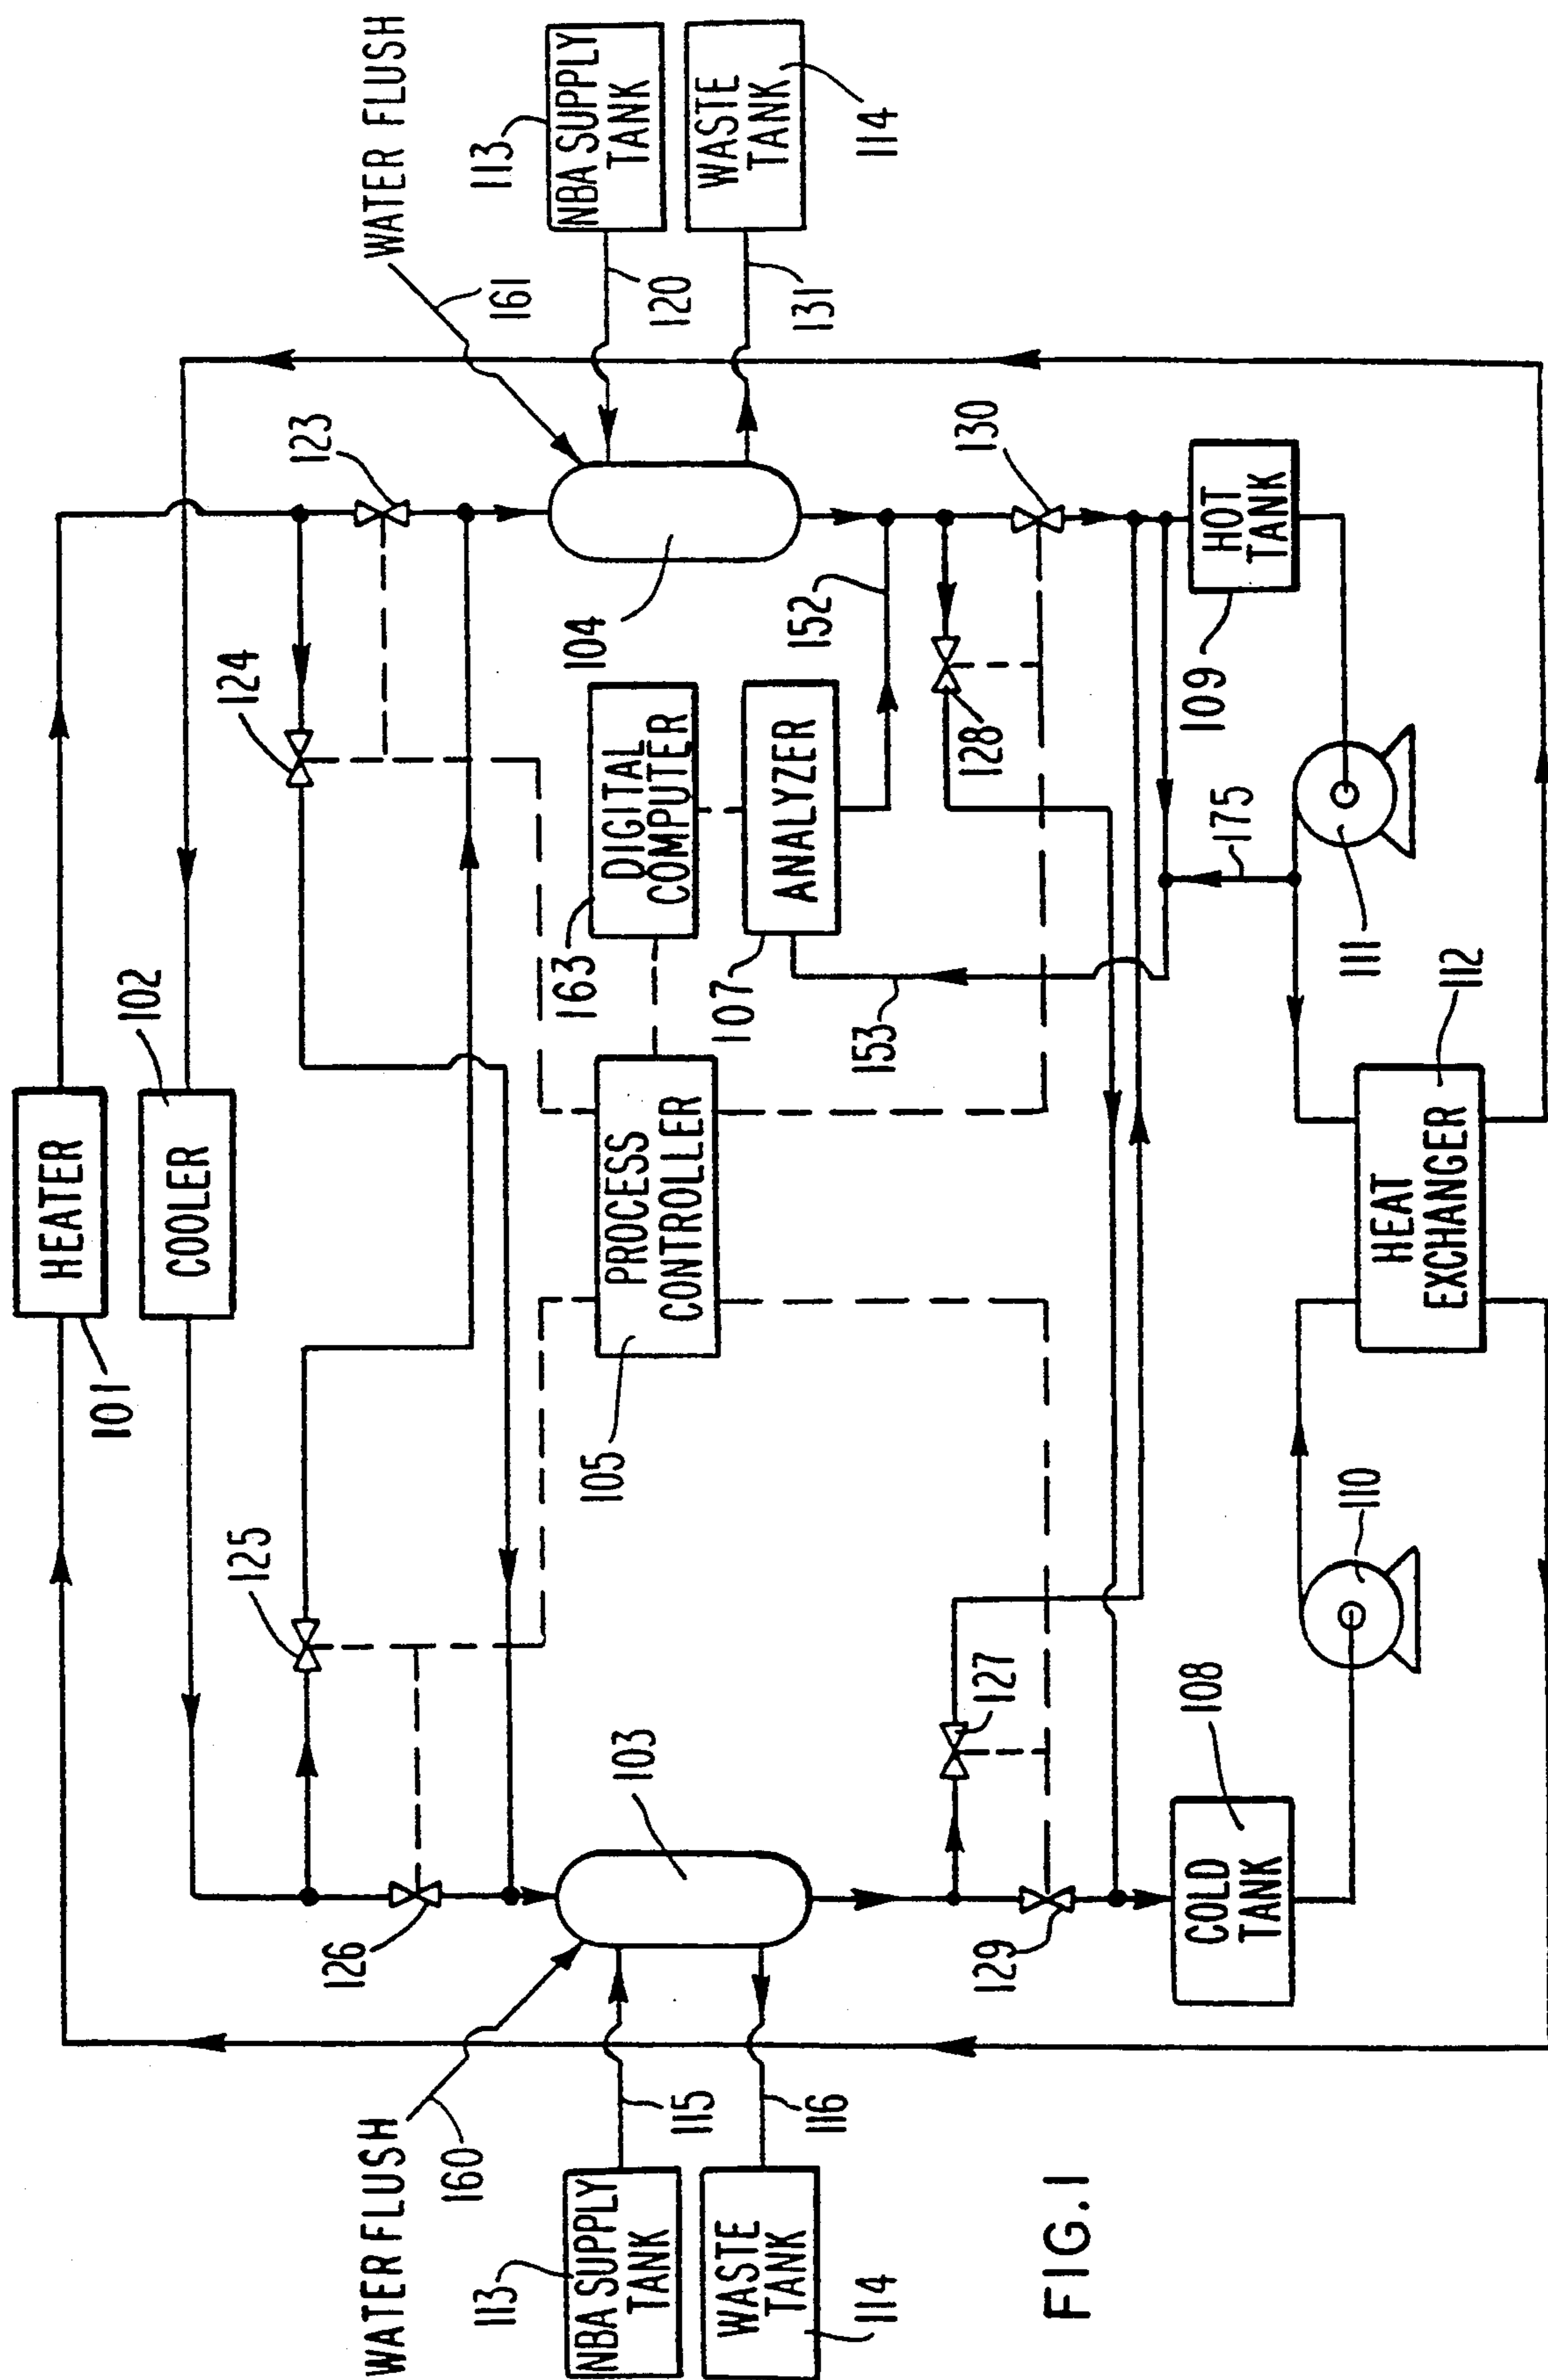 HEATER
101
102
COOLER
125
124
123
126
WATER FLUSH
160
WATER FLUSH
161
113
NBA SUPPLY
TANK
115
103
105
PROCESS
CONTROLLER
163
DIGITAL
COMPUTER
104
120
113
NBA SUPPLY
TANK
WASTE
TANK
114
116
107
ANALYZER
152
131
WASTE
TANK
114
153
129
127
128
130
COLD
TANK
108
109
HOT
TANK
175
110
HEAT
EXCHANGER
112
111
FIG.1